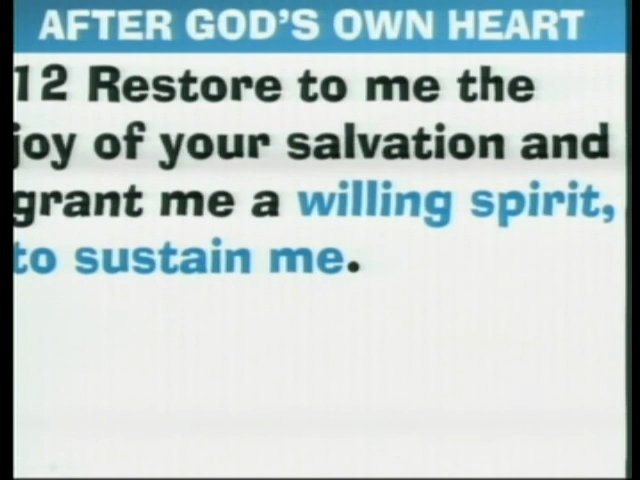 AFTER GOD'S OWN HEART
12 Restore to me the
joy of your salvation and
grant me a willing spirit,
to sustain me.